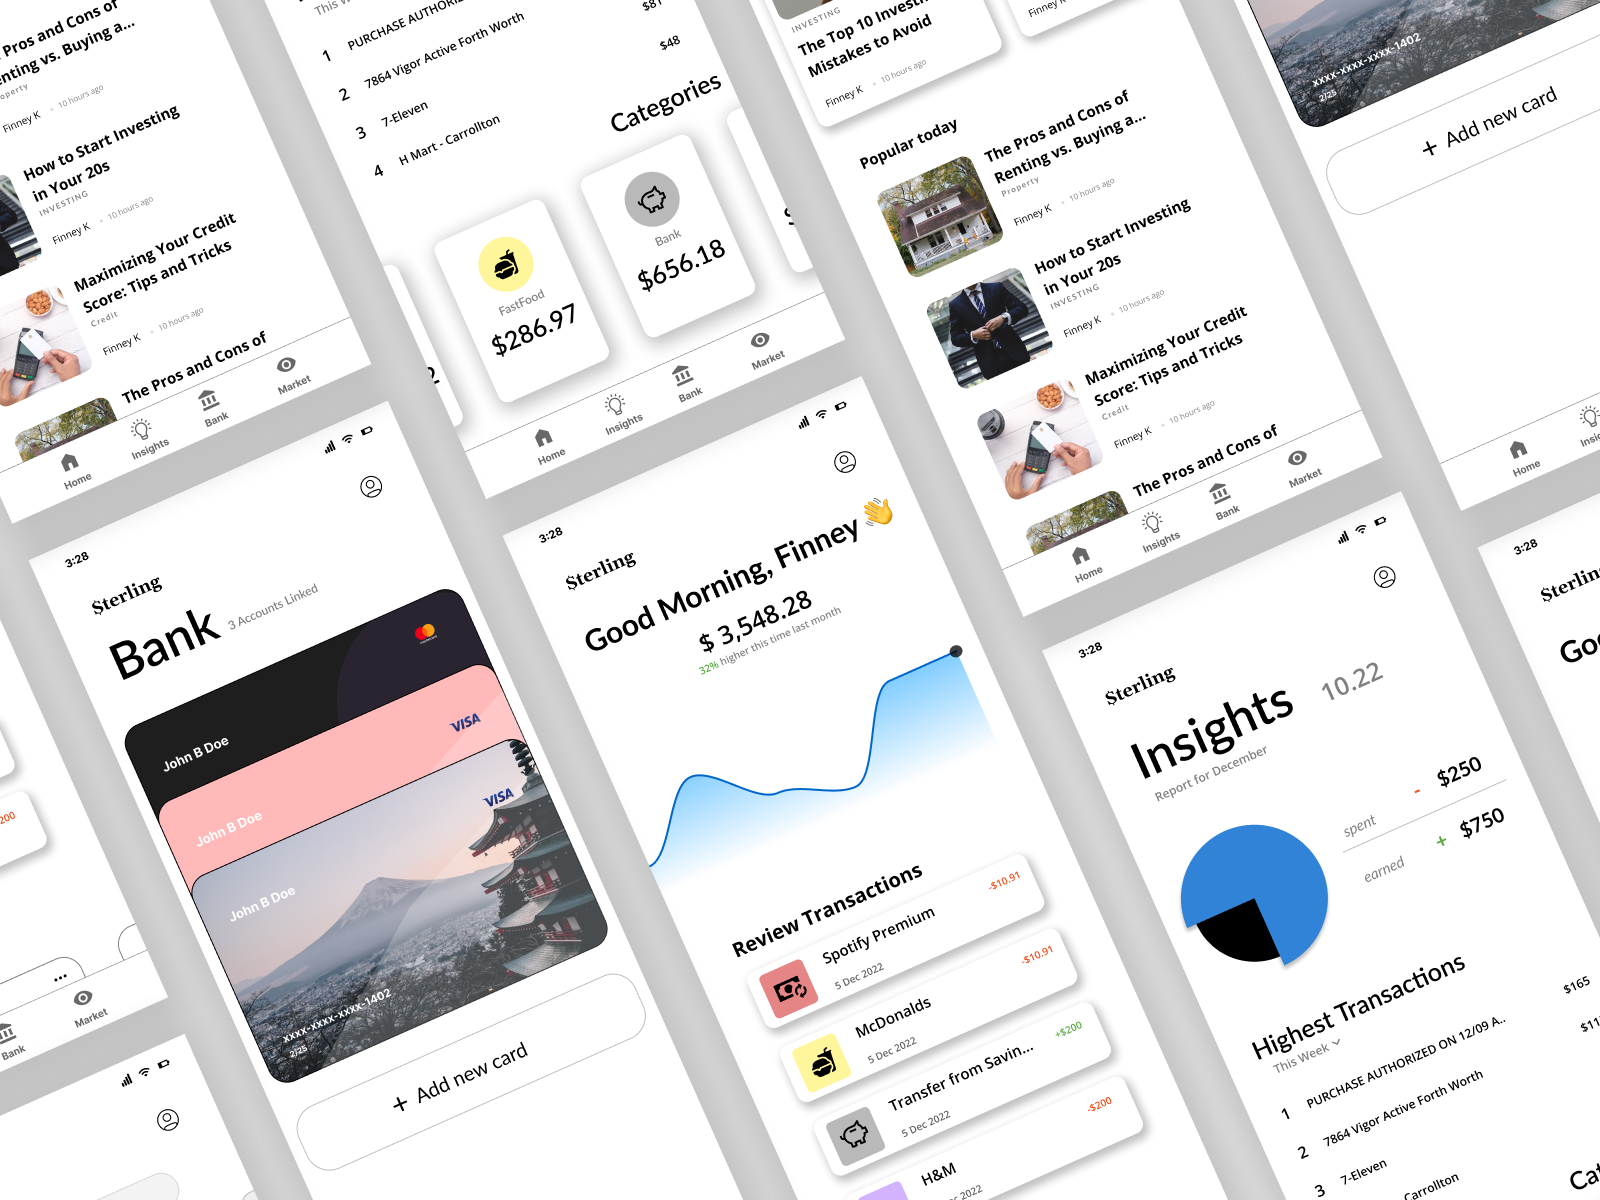 Pros and Cons of
Renting vs. Buying a...
Finney K
10 hours ago
How to Start Investing
in Your 20s
INVESTING
Finney K
10 hours ago
Maximizing Your Credit
Score: Tips and Tricks
Credit
Finney K
10 hours ago
The Pros and Cons of
Home
Insights
Bank
Market
This W
1 PURCHASE AUTHORIZ
$81
2 7864 Vigor Active Forth Worth
$48
3 7-Eleven
4 H Mart - Carrollton
Categories
FastFood
$286.97
Bank
$656.18
Home
Insights
Bank
Market
INVESTING
The Top 10 Investi
Mistakes to Avoid
Finney K
10 hours ago
Finney K
Popular today
The Pros and Cons of
Renting vs. Buying a...
Property
Finney K
10 hours ago
How to Start Investing
in Your 20s
INVESTING
Finney K
10 hours ago
Maximizing Your Credit
Score: Tips and Tricks
Credit
Finney K
10 hours ago
The Pros and Cons of
Home
Insights
Bank
Market
xxxx-xxxx-xxxx-1402
2/25
+ Add new card
Home
Insi
Bank
Market
200
...
3:28
$terling
Bank
3 Accounts Linked
mastercard
John B Doe
VISA
John B Doe
VISA
John B Doe
xxxx-xxxx-xxxx-1402
2/25
+ Add new card
3:28
$terling
Good Morning, Finney 👋
$ 3,548.28
32% higher this time last month
Review Transactions
Spotify Premium
-$10.91
5 Dec 2022
McDonalds
-$10.91
5 Dec 2022
Transfer from Savin...
+$200
5 Dec 2022
H&M
-$200
ec 2022
3:28
$terling
Insights
10.22
Report for December
spent
- $250
earned
+ $750
Highest Transactions
This Week
1 PURCHASE AUTHORIZED ON 12/09 A..
$165
2 7864 Vigor Active Forth Worth
$11
3 7-Eleven
Carrollton
Cat
3:28
$terling
Goo